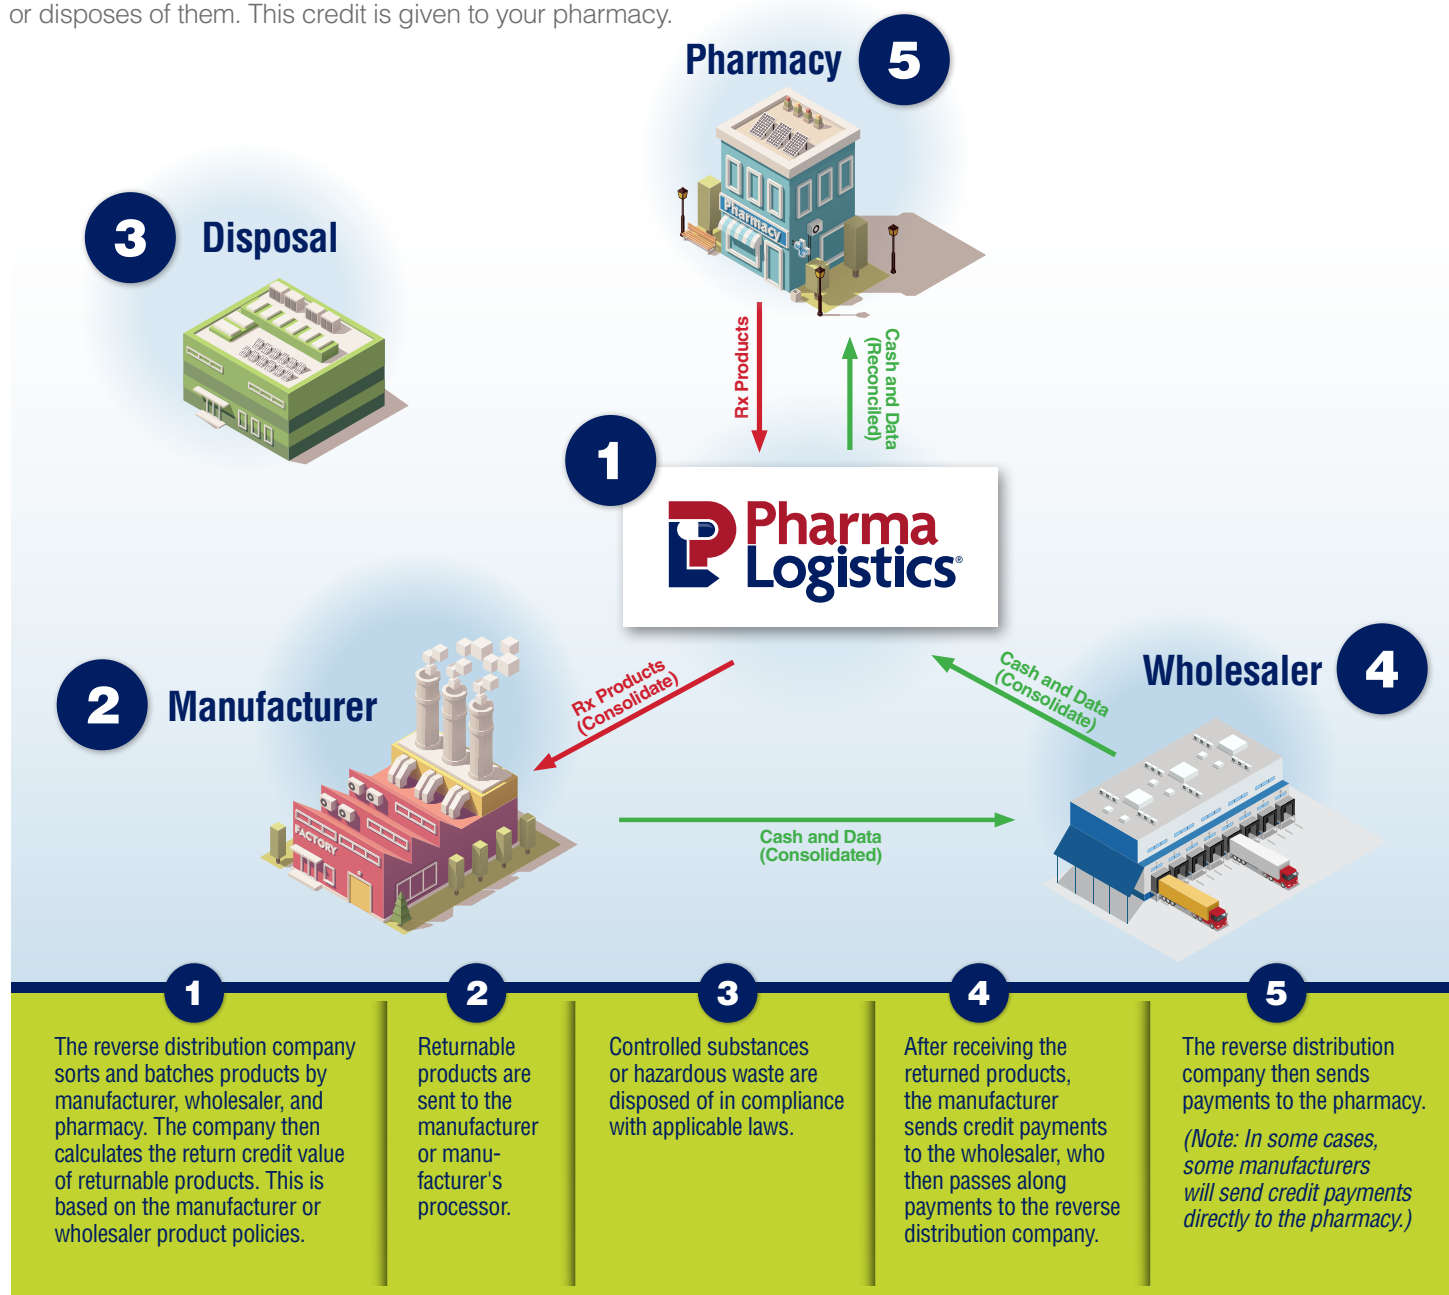 or disposes of them. This credit is given to your pharmacy.
Pharmacy
5
3
Disposal
Pharmacy
Rx Products
Cash and Data
(Reconciled)
1
Pharma
Logistics®
2
Manufacturer
Rx Products
(Consolidate)
Cash and Data
(Consolidate)
Wholesaler
4
FACTORY
Cash and Data
(Consolidated)
1
The reverse distribution company
sorts and batches products by
manufacturer, wholesaler, and
pharmacy. The company then
calculates the return credit value
of returnable products. This is
based on the manufacturer or
wholesaler product policies.
2
Returnable
products are
sent to the
manufacturer
or manu-
facturer's
processor.
3
Controlled substances
or hazardous waste are
disposed of in compliance
with applicable laws.
4
After receiving the
returned products,
the manufacturer
sends credit payments
to the wholesaler, who
then passes along
payments to the reverse
distribution company.
5
The reverse distribution
company then sends
payments to the pharmacy.
(Note: In some cases,
some manufacturers
will send credit payments
directly to the pharmacy.)